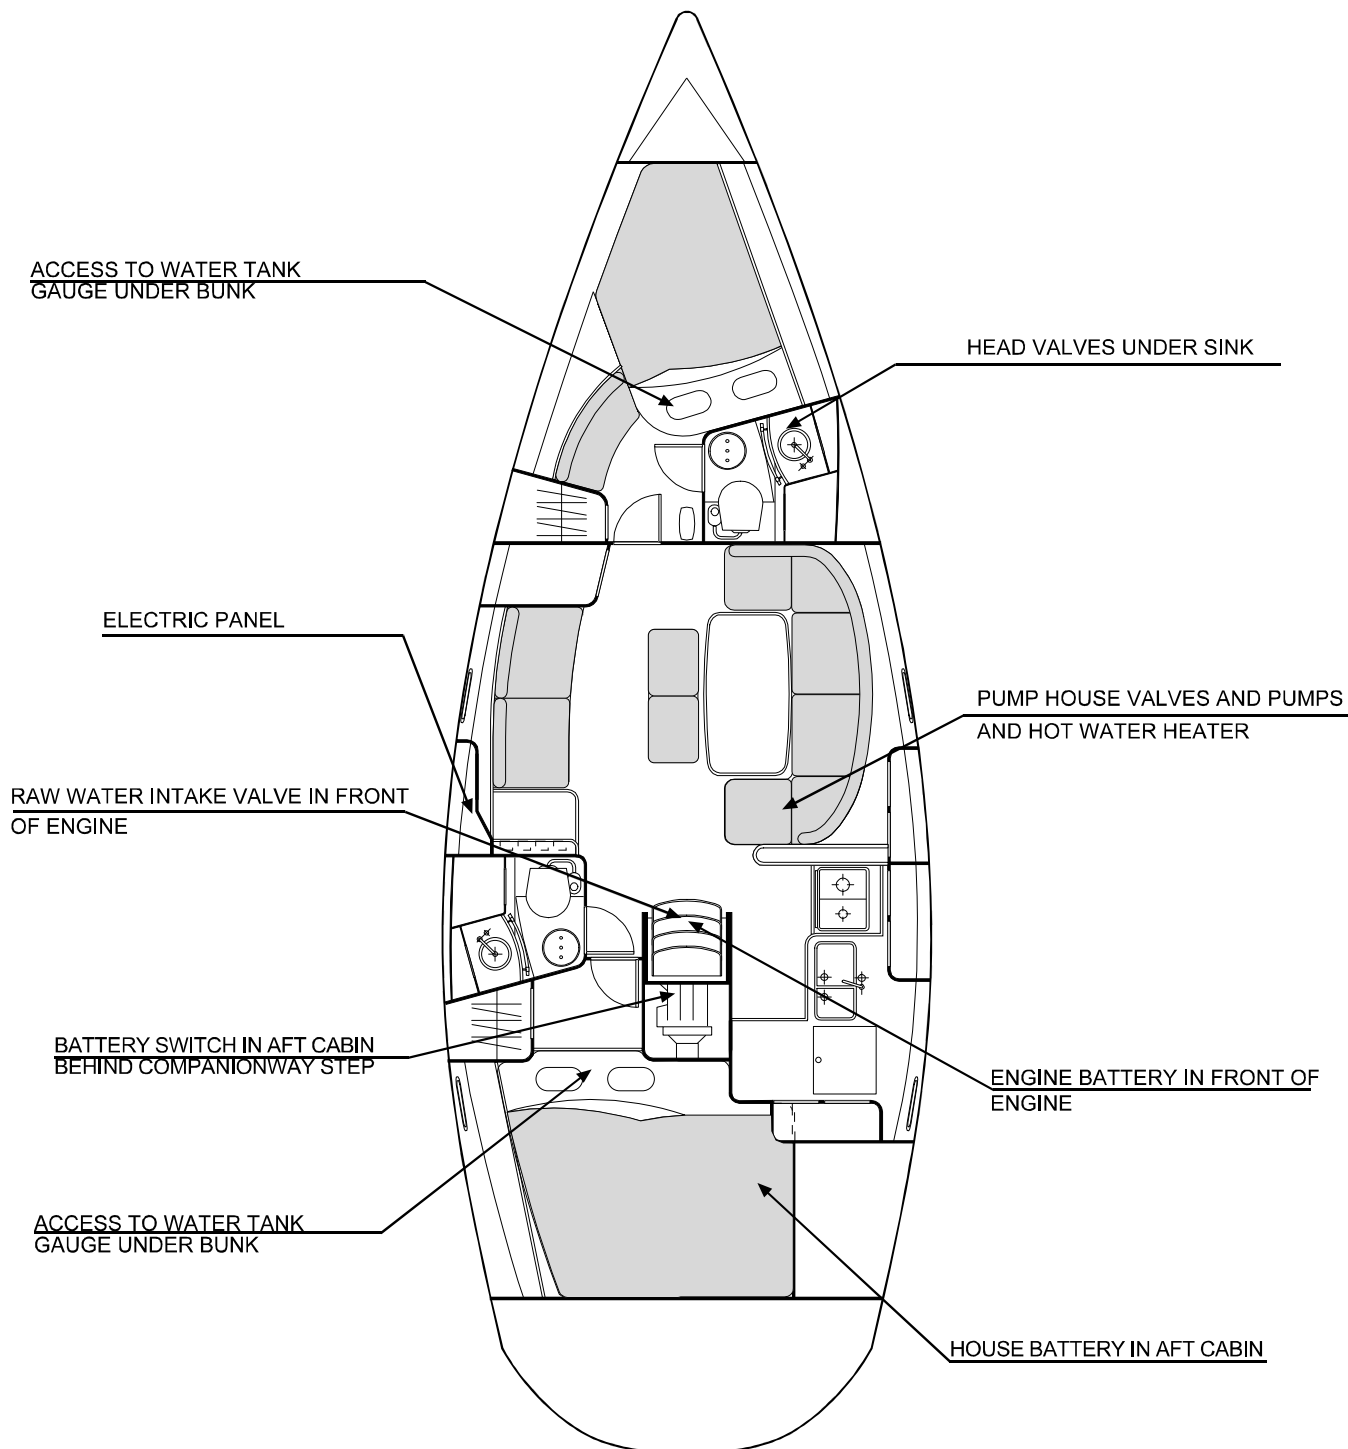 ACCESS TO WATER TANK
GAUGE UNDER BUNK
HEAD VALVES UNDER SINK
ELECTRIC PANEL
PUMP HOUSE VALVES AND PUMPS
AND HOT WATER HEATER
RAW WATER INTAKE VALVE IN FRONT
OF ENGINE
BATTERY SWITCH IN AFT CABIN
BEHIND COMPANIONWAY STEP
ENGINE BATTERY IN FRONT OF
ENGINE
ACCESS TO WATER TANK
GAUGE UNDER BUNK
HOUSE BATTERY IN AFT CABIN